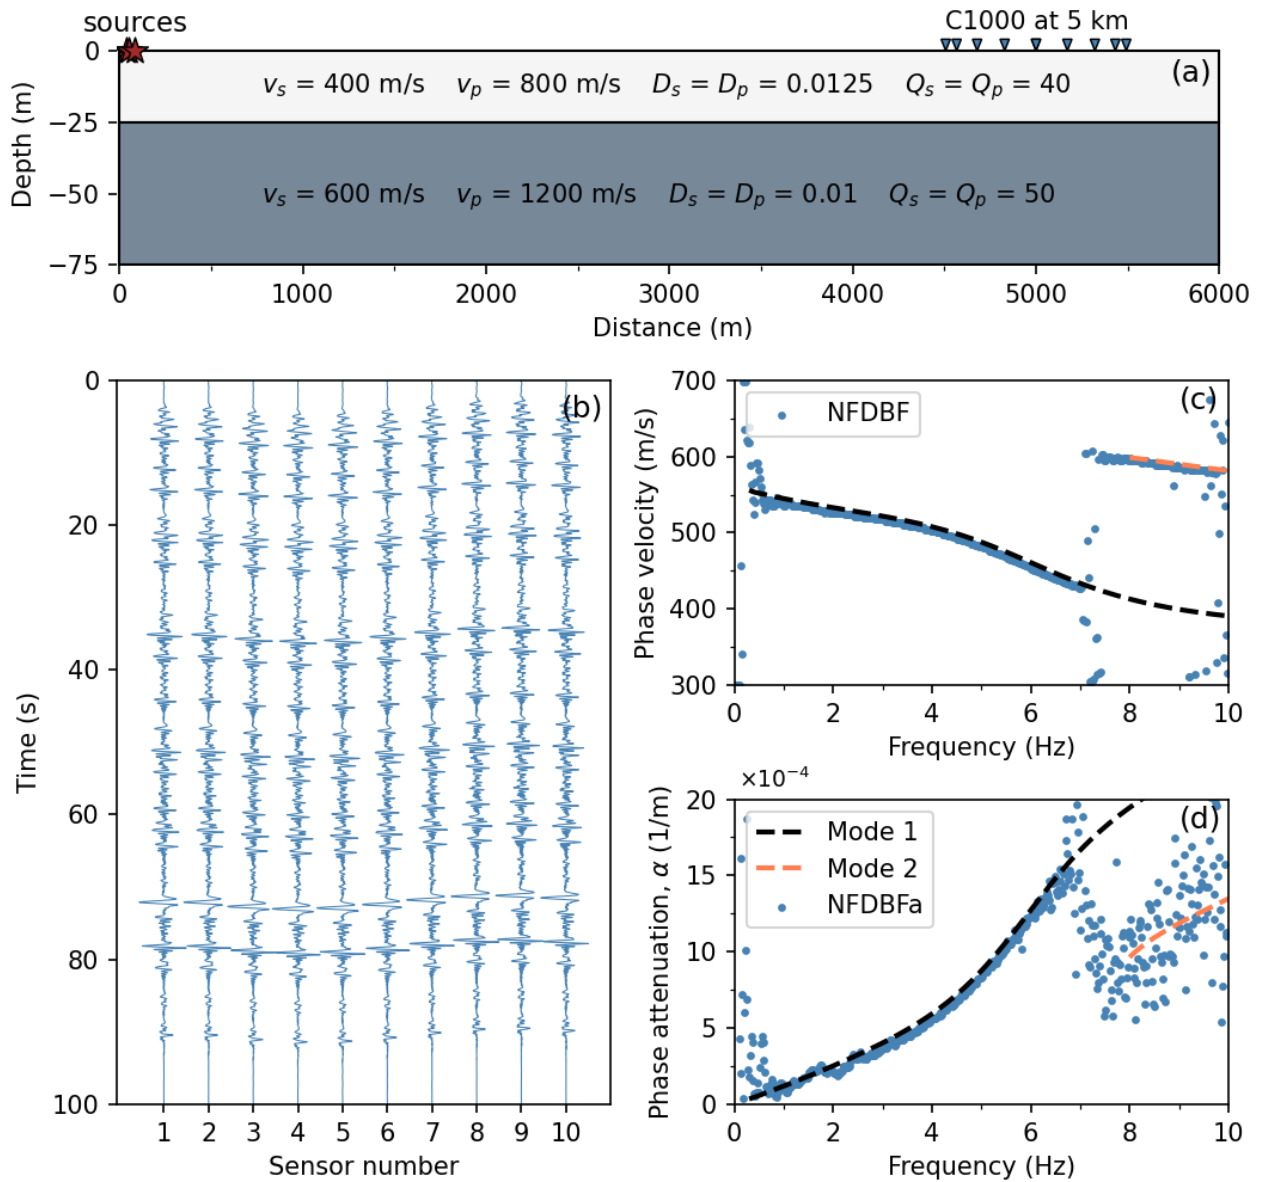 sources
C1000 at 5 km
(a)
v_s = 400 m/s v_p = 800 m/s D_s = D_p = 0.0125 Q_s = Q_p = 40
v_s = 600 m/s v_p = 1200 m/s D_s = D_p = 0.01 Q_s = Q_p = 50
Depth (m)
0
−25
−50
−75
0 1000 2000 3000 4000 5000 6000
Distance (m)
(b)
Time (s)
0
20
40
60
80
100
1 2 3 4 5 6 7 8 9 10
Sensor number
(c)
NFDBF
Phase velocity (m/s)
700
600
500
400
300
0 2 4 6 8 10
Frequency (Hz)
×10⁻⁴
(d)
Mode 1
Mode 2
NFDBFa
Phase attenuation, α (1/m)
20
15
10
5
0
0 2 4 6 8 10
Frequency (Hz)